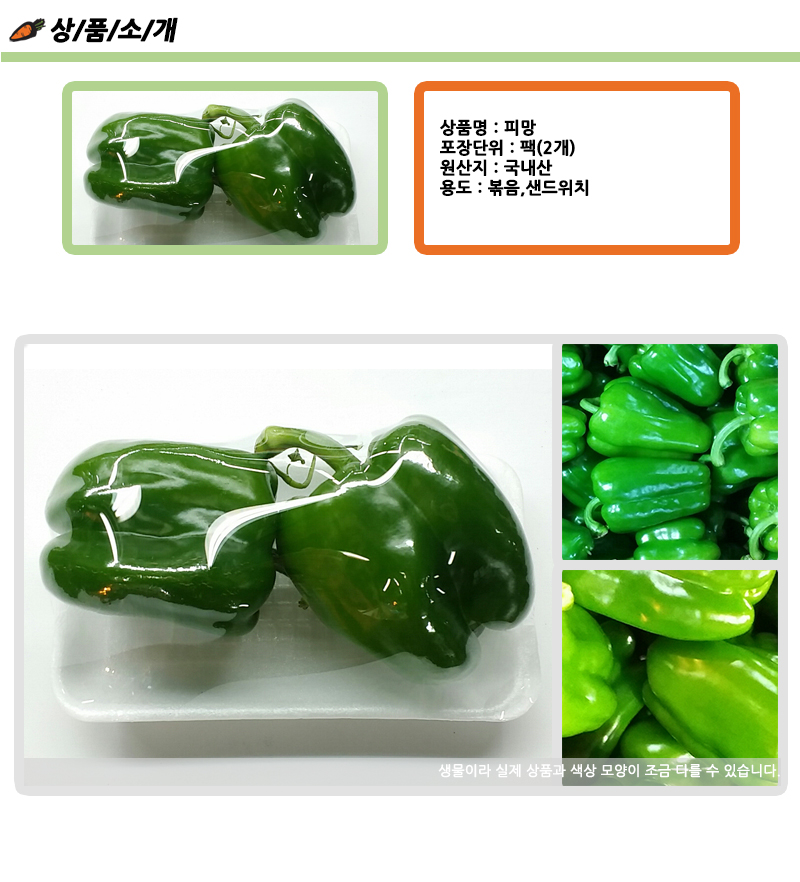 상/품/소/개
상품명 : 피망
포장단위 : 팩(2개)
원산지 : 국내산
용도 : 볶음,샌드위치
생물이라 실제 상품과 색상 모양이 조금 다를 수 있습니다.